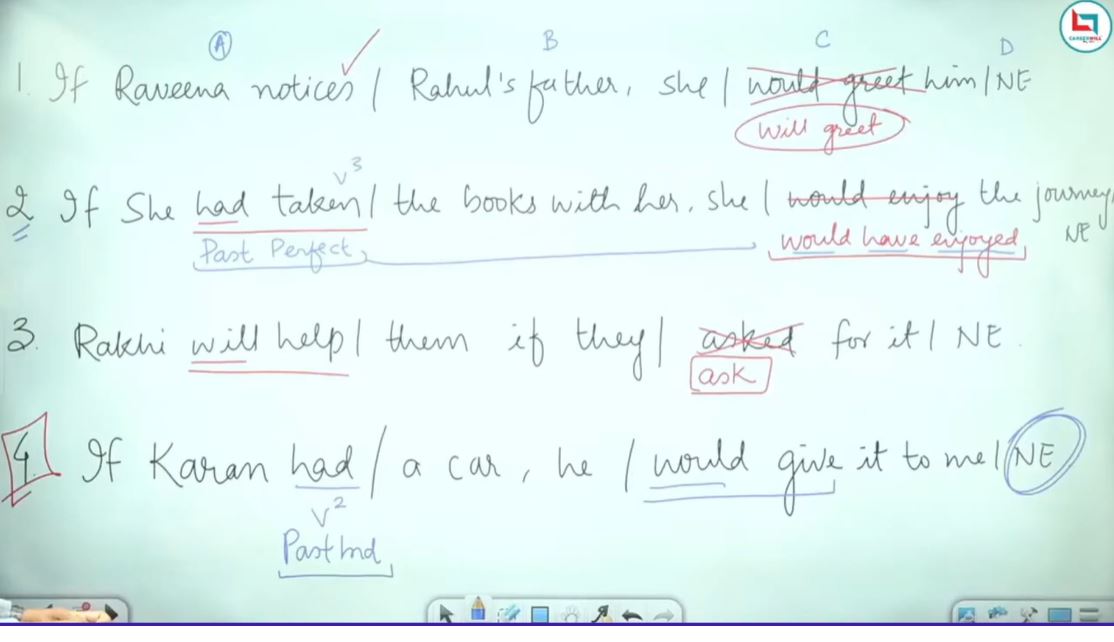 A B C D
1. If Raveena notices / Rahul's father, she / would greet him / NE
will greet
V3
2 If She had taken / the books with her, she / would enjoy the journey,
NE
Past Perfect would have enjoyed
3. Rakhi will help / them if they / asked for it / NE.
ask
4. If Karan had / a car, he / would give it to me / NE
V2
Past Ind
CAREERWILL